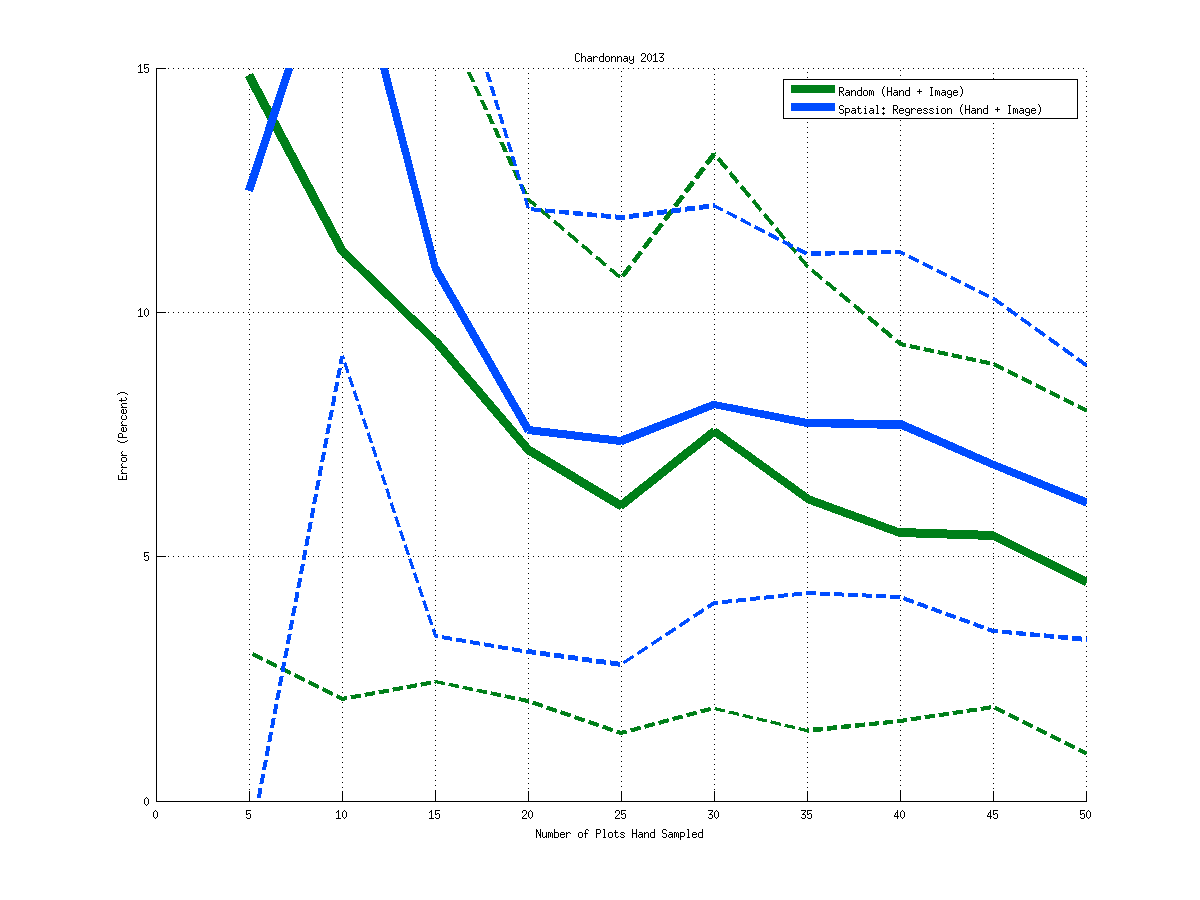 Chardonnay 2013
Random (Hand + Image)
Spatial: Regression (Hand + Image)
15
10
5
0
Error (Percent)
0 5 10 15 20 25 30 35 40 45 50
Number of Plots Hand Sampled